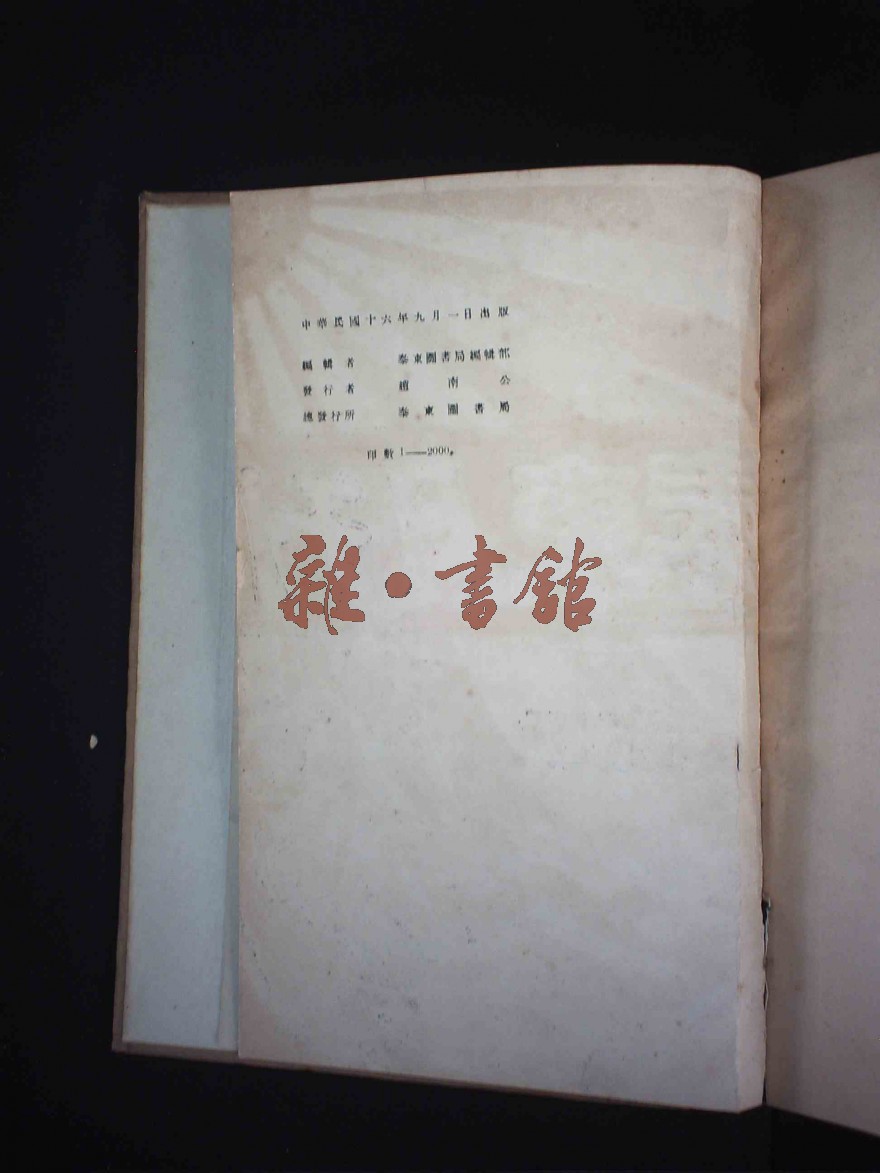 中華民國十六年九月一日出版
編輯者 泰東圖書局編輯部
發行者 趙南公
總發行所 泰東圖書局
印數 1——2000。
雜·書館